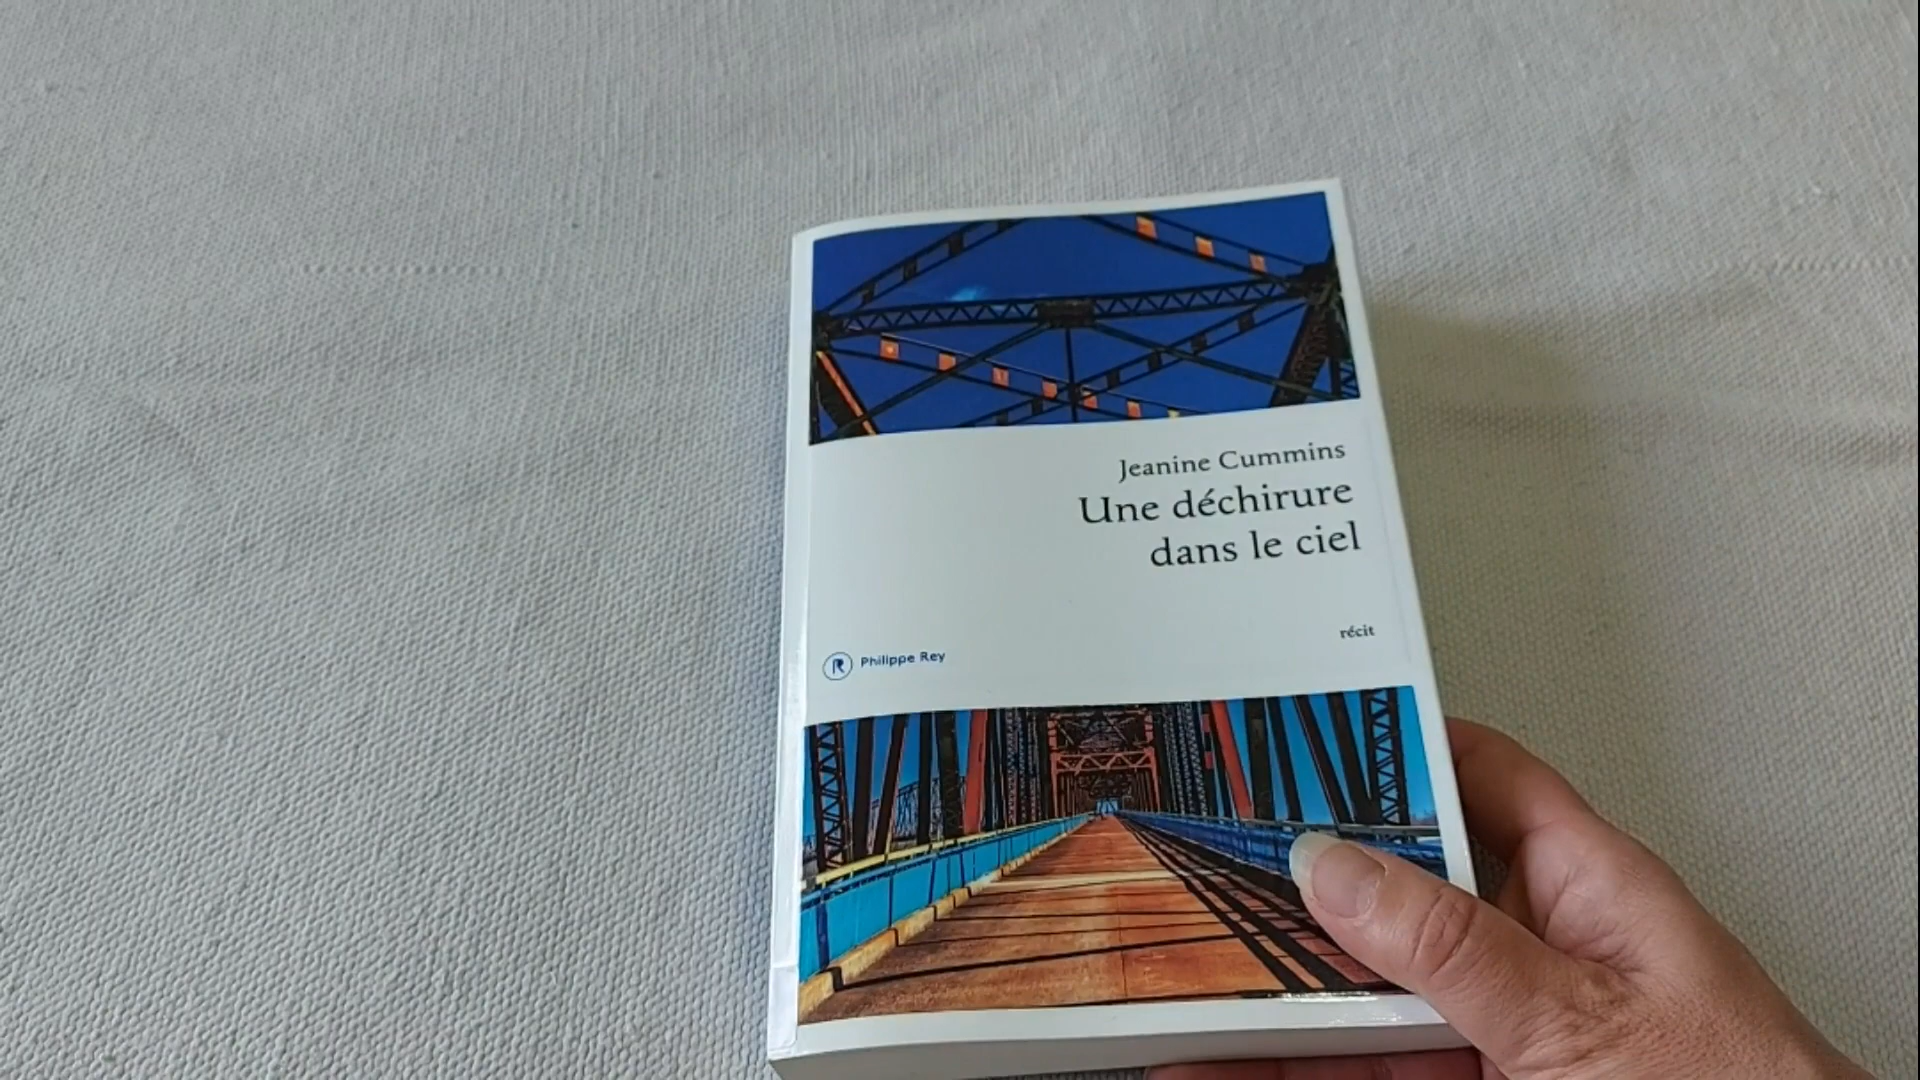 Jeanine Cummins
Une déchirure
dans le ciel
récit
R Philippe Rey